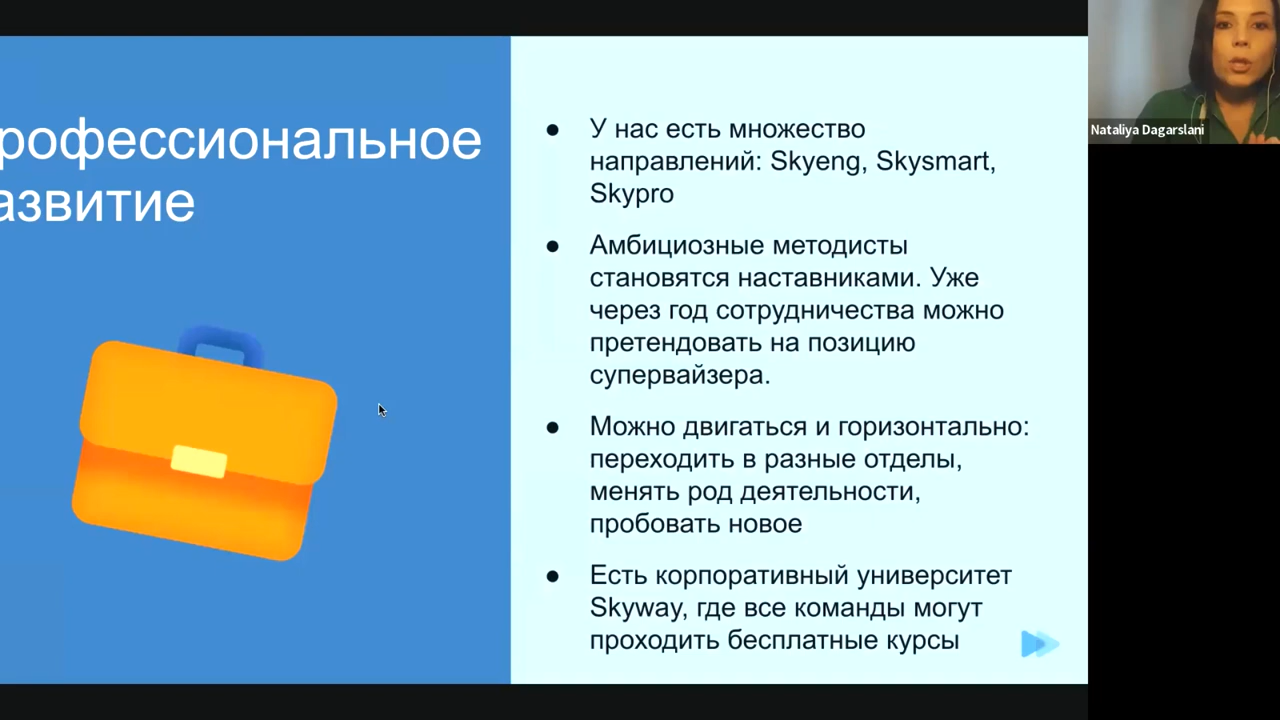 рофессиональное
азвитие
● У нас есть множество
направлений: Skyeng, Skysmart,
Skypro
● Амбициозные методисты
становятся наставниками. Уже
через год сотрудничества можно
претендовать на позицию
супервайзера.
● Можно двигаться и горизонтально:
переходить в разные отделы,
менять род деятельности,
пробовать новое
● Есть корпоративный университет
Skyway, где все команды могут
проходить бесплатные курсы
Nataliya Dagarslani